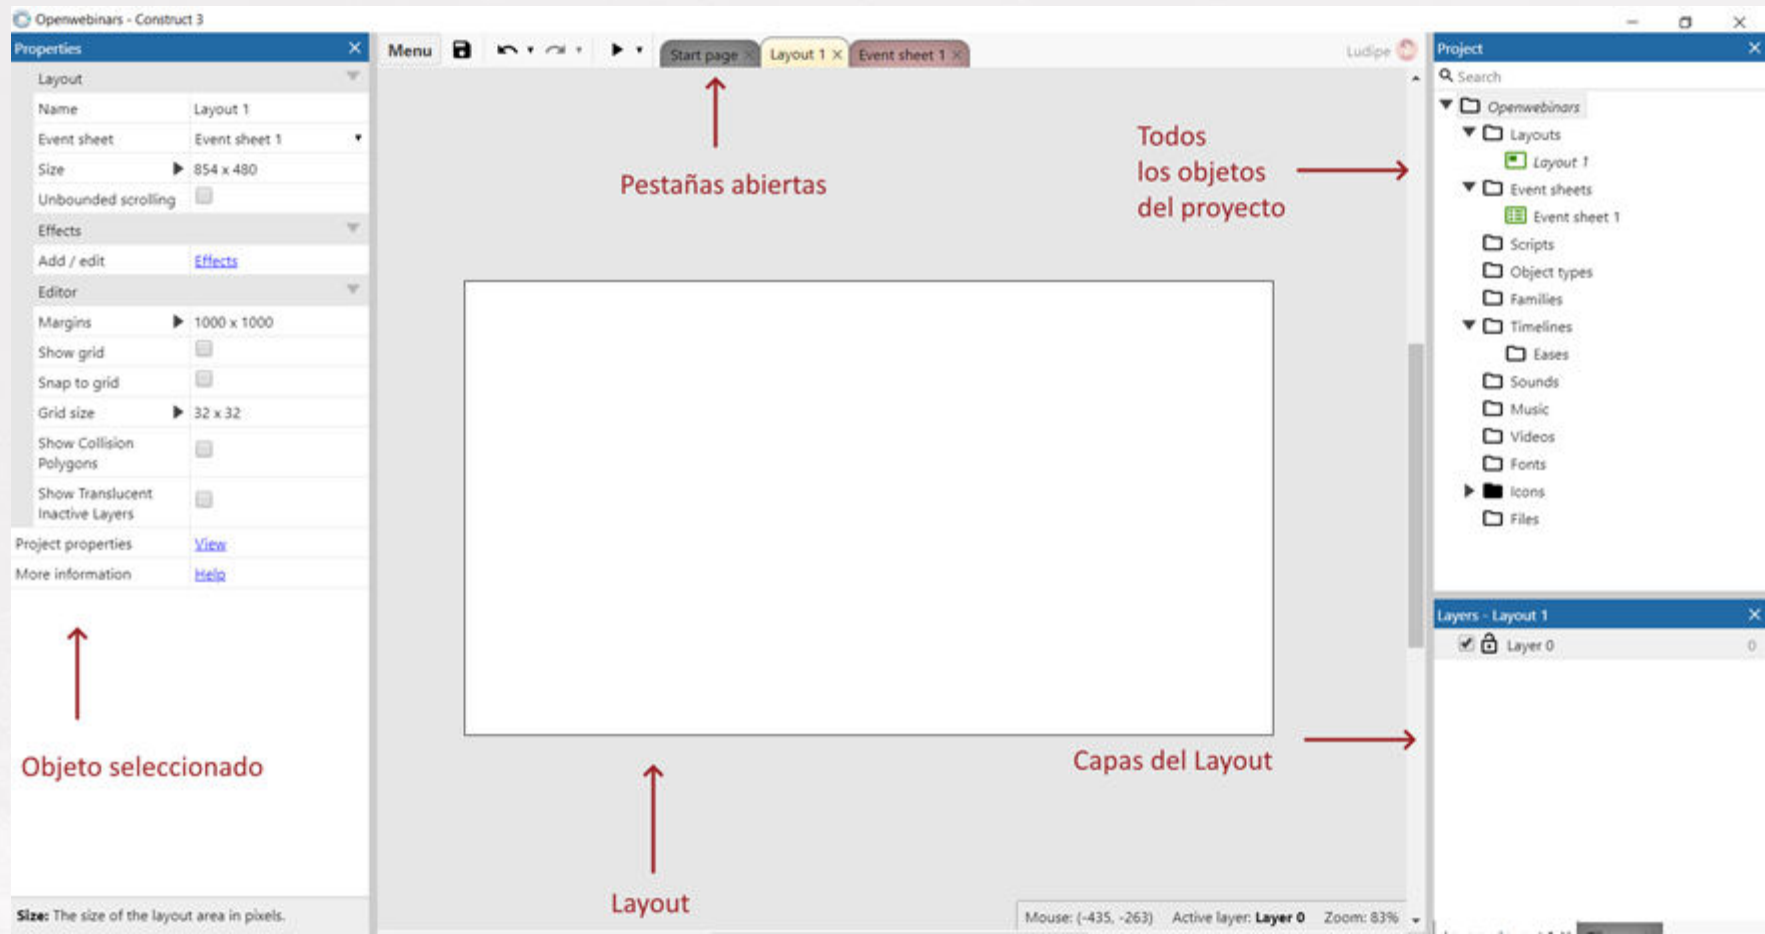 Openwebinars - Construct 3
Properties
Layout
Name Layout 1
Event sheet Event sheet 1
Size 854 x 480
Unbounded scrolling
Effects
Add / edit Effects
Editor
Margins 1000 x 1000
Show grid
Snap to grid
Grid size 32 x 32
Show Collision
Polygons
Show Translucent
Inactive Layers
Project properties View
More information Help
Objeto seleccionado
Size: The size of the layout area in pixels.
Menu
Start page
Layout 1
Event sheet 1
Ludipe
Pestañas abiertas
Todos
los objetos
del proyecto
Capas del Layout
Layout
Mouse: (-435, -263) Active layer: Layer 0 Zoom: 83%
Project
Search
Openwebinars
Layouts
Layout 1
Event sheets
Event sheet 1
Scripts
Object types
Families
Timelines
Eases
Sounds
Music
Videos
Fonts
Icons
Files
Layers - Layout 1
Layer 0 0